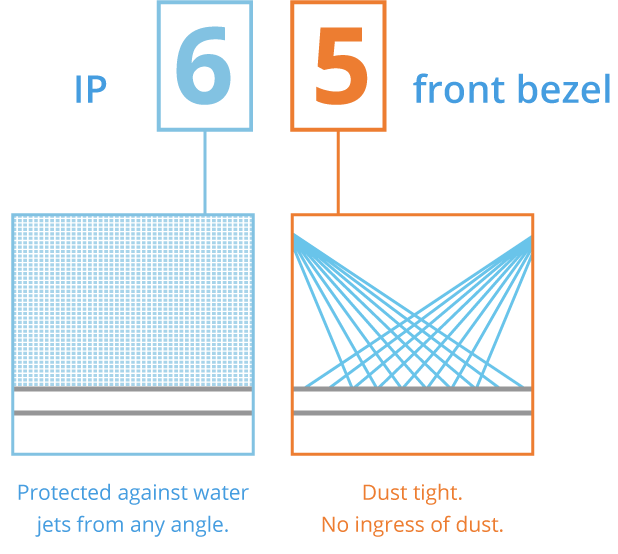 IP 6 5 front bezel
Protected against water
jets from any angle.
Dust tight.
No ingress of dust.